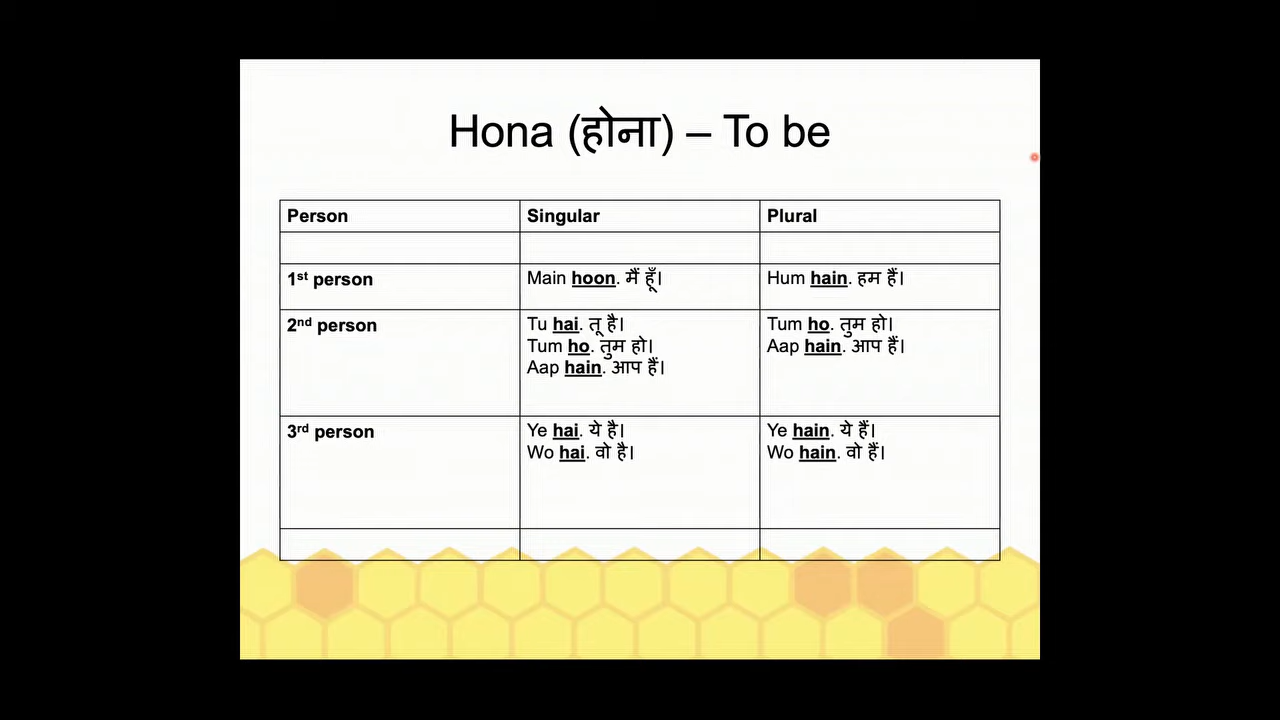 Hona (होना) – To be
Person Singular Plural
1st person Main hoon. मैं हूँ। Hum hain. हम हैं।
2nd person Tu hai. तू है। Tum ho. तुम हो।
Tum ho. तुम हो। Aap hain. आप हैं।
Aap hain. आप हैं।
3rd person Ye hai. ये है। Ye hain. ये हैं।
Wo hai. वो है। Wo hain. वो हैं।